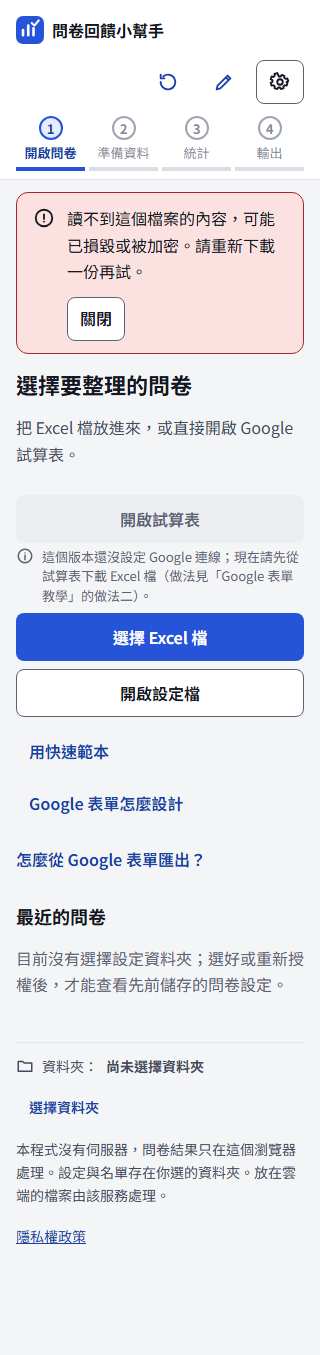 問卷回饋小幫手
1
2
3
4
開啟問卷
準備資料
統計
輸出
讀不到這個檔案的內容，可能
已損毀或被加密。請重新下載
一份再試。
關閉
選擇要整理的問卷
把 Excel 檔放進來，或直接開啟 Google
試算表。
開啟試算表
這個版本還沒設定 Google 連線；現在請先從
試算表下載 Excel 檔（做法見「Google 表單
教學」的做法二）。
選擇 Excel 檔
開啟設定檔
用快速範本
Google 表單怎麼設計
怎麼從 Google 表單匯出？
最近的問卷
目前沒有選擇設定資料夾；選好或重新授
權後，才能查看先前儲存的問卷設定。
資料夾： 尚未選擇資料夾
選擇資料夾
本程式沒有伺服器，問卷結果只在這個瀏覽器
處理。設定與名單存在你選的資料夾。放在雲
端的檔案由該服務處理。
隱私權政策